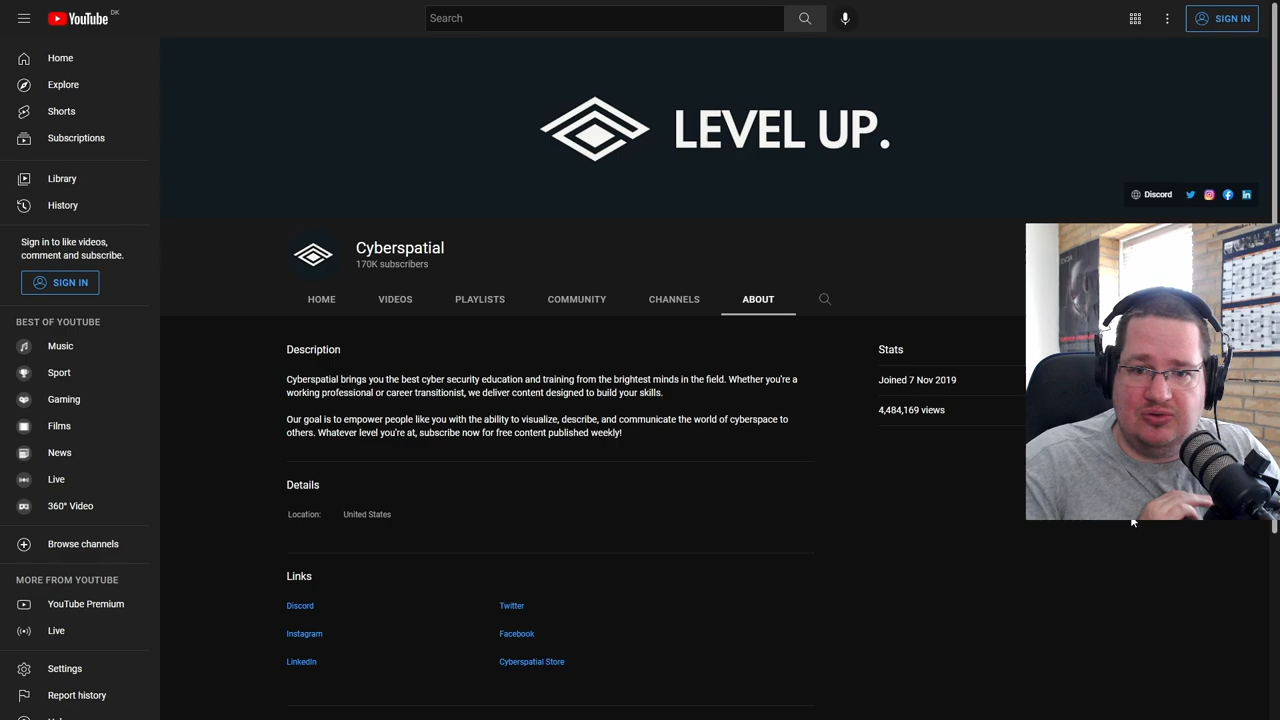 YouTube DK
Search
SIGN IN
Home
Explore
Shorts
Subscriptions
Library
History
Sign in to like videos,
comment and subscribe.
SIGN IN
BEST OF YOUTUBE
Music
Sport
Gaming
Films
News
Live
360° Video
Browse channels
MORE FROM YOUTUBE
YouTube Premium
Live
Settings
Report history
LEVEL UP.
Discord
Cyberspatial
170K subscribers
HOME
VIDEOS
PLAYLISTS
COMMUNITY
CHANNELS
ABOUT
Description
Cyberspatial brings you the best cyber security education and training from the brightest minds in the field. Whether you're a
working professional or career transitionist, we deliver content designed to build your skills.
Our goal is to empower people like you with the ability to visualize, describe, and communicate the world of cyberspace to
others. Whatever level you're at, subscribe now for free content published weekly!
Details
Location: United States
Links
Discord
Twitter
Instagram
Facebook
LinkedIn
Cyberspatial Store
Stats
Joined 7 Nov 2019
4,484,169 views